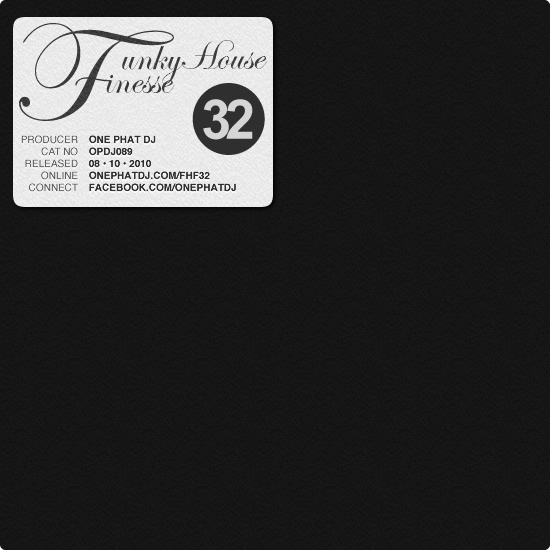 Funky House
Finesse
32
PRODUCER ONE PHAT DJ
CAT NO OPDJ089
RELEASED 08 • 10 • 2010
ONLINE ONEPHATDJ.COM/FHF32
CONNECT FACEBOOK.COM/ONEPHATDJ